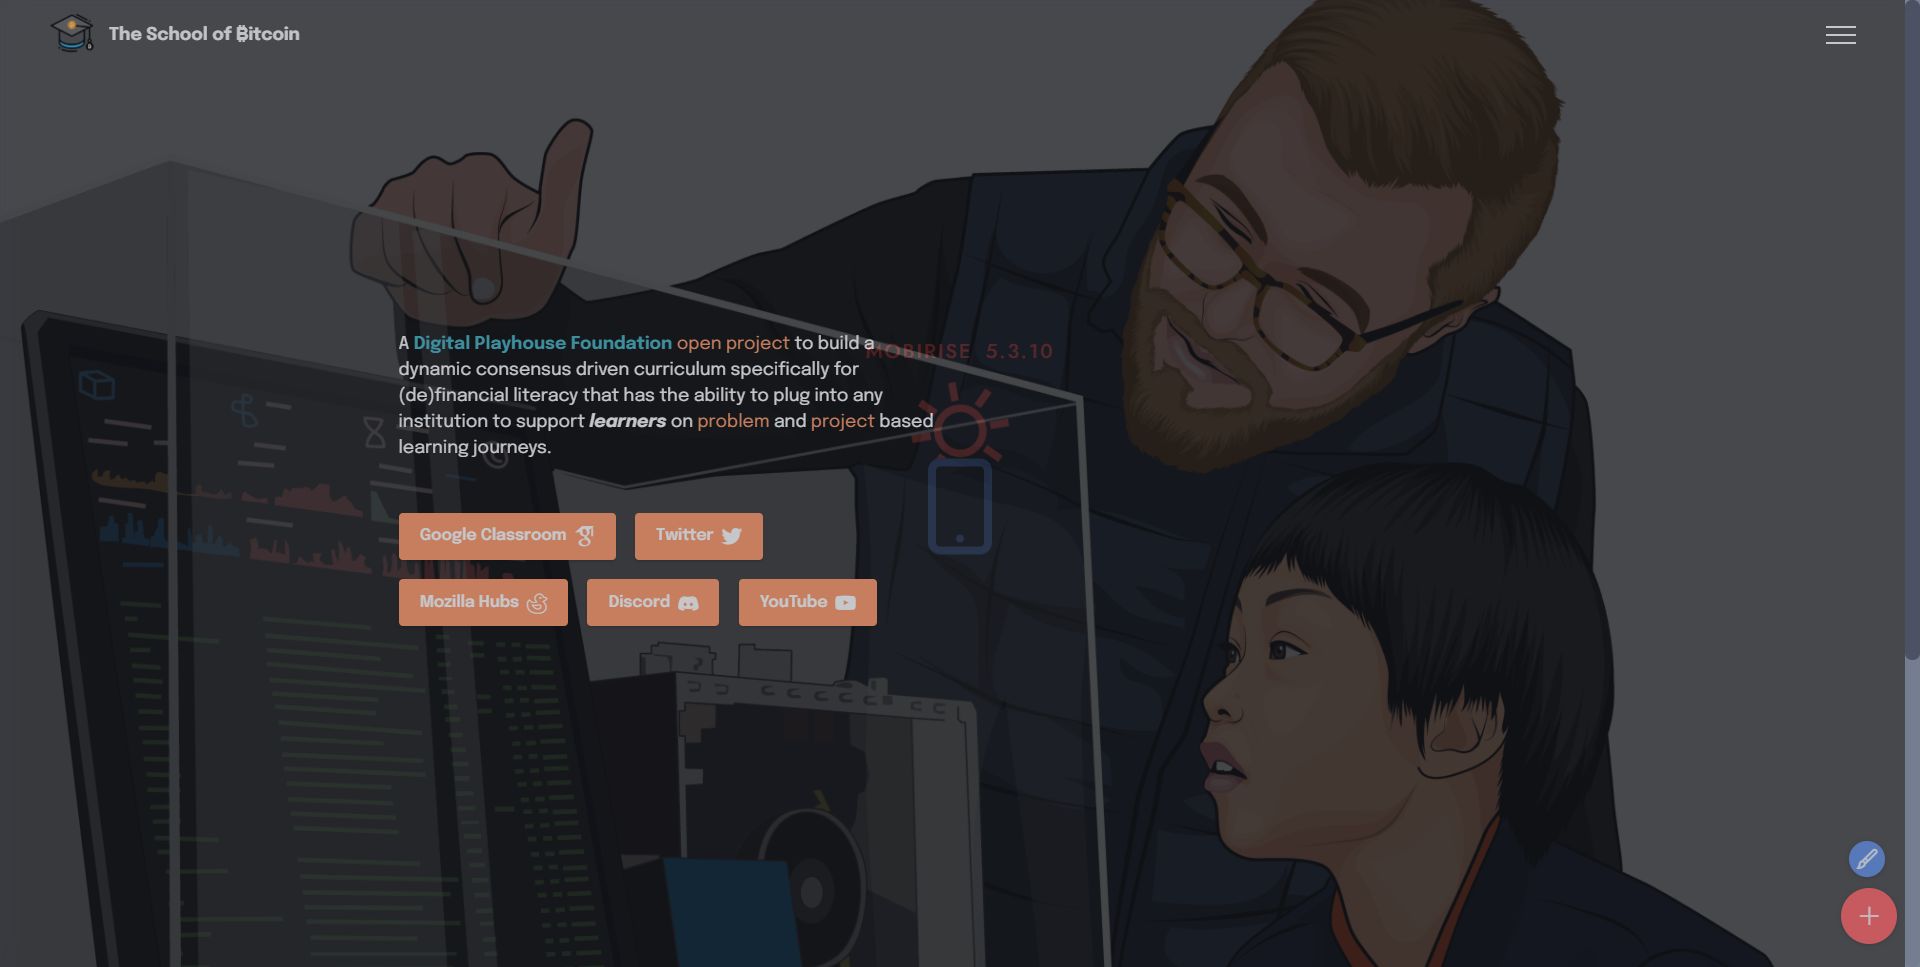 The School of ₿itcoin
A Digital Playhouse Foundation open project to build a
dynamic consensus driven curriculum specifically for
(de)financial literacy that has the ability to plug into any
institution to support learners on problem and project based
learning journeys.
MOBIRISE 5.3.10
Google Classroom
Twitter
Mozilla Hubs
Discord
YouTube